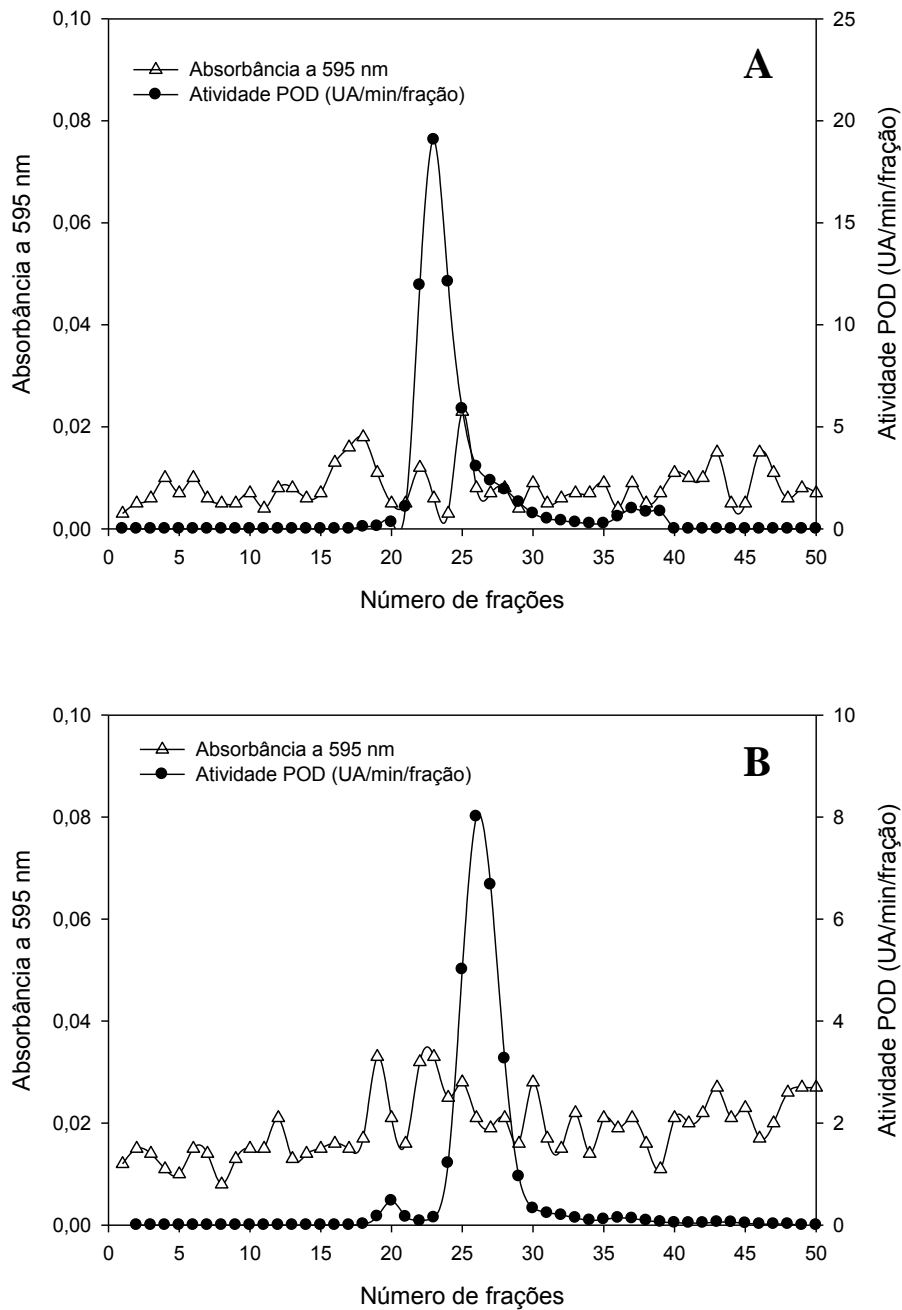 A
Absorbância a 595 nm
Atividade POD (UA/min/fração)
0,10
0,08
0,06
0,04
0,02
0,00
Absorbância a 595 nm
25
20
15
10
5
0
Atividade POD (UA/min/fração)
0 5 10 15 20 25 30 35 40 45 50
Número de frações
B
Absorbância a 595 nm
Atividade POD (UA/min/fração)
0,10
0,08
0,06
0,04
0,02
0,00
Absorbância a 595 nm
10
8
6
4
2
0
Atividade POD (UA/min/fração)
0 5 10 15 20 25 30 35 40 45 50
Número de frações